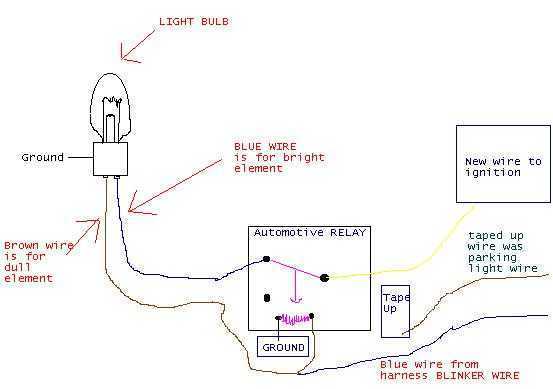 LIGHT BULB
Ground
BLUE WIRE
is for bright
element
Brown wire
is for
dull
element
Automotive RELAY
GROUND
New wire to
ignition
taped up
wire was
parking
light wire
Tape
Up
Blue wire from
harness BLINKER WIRE